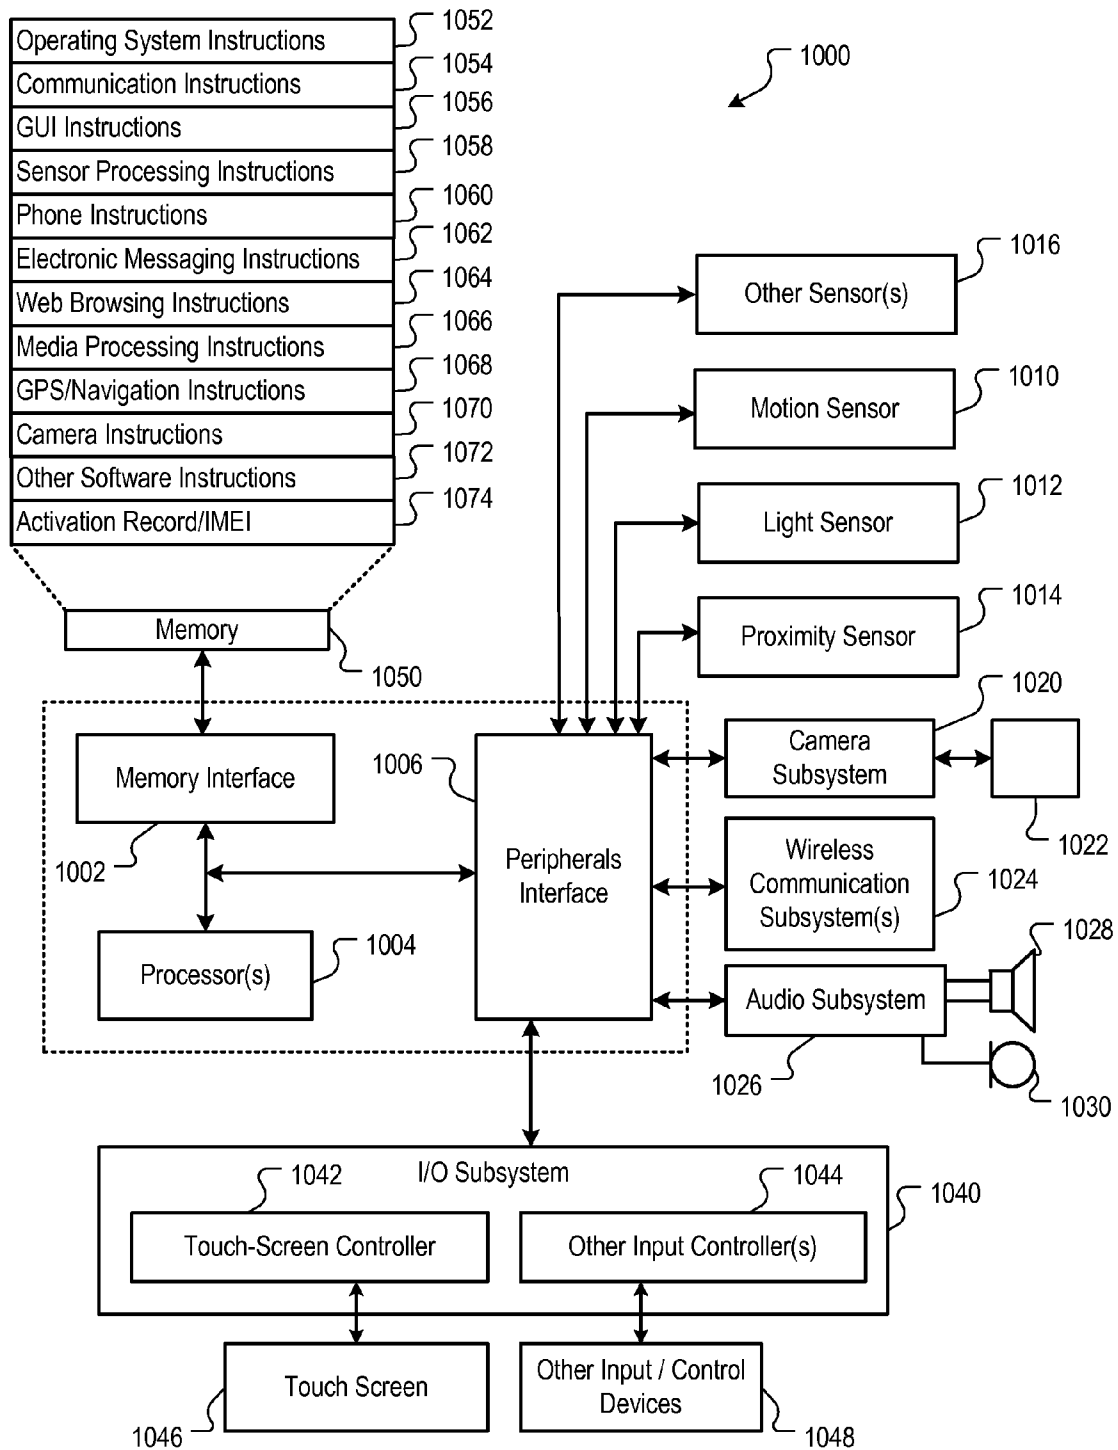 Operating System Instructions 1052
Communication Instructions 1054
GUI Instructions 1056
Sensor Processing Instructions 1058
Phone Instructions 1060
Electronic Messaging Instructions 1062
Web Browsing Instructions 1064
Media Processing Instructions 1066
GPS/Navigation Instructions 1068
Camera Instructions 1070
Other Software Instructions 1072
Activation Record/IMEI 1074
1000
Memory
1050
Other Sensor(s)
1016
Motion Sensor
1010
Light Sensor
1012
Proximity Sensor
1014
Memory Interface
1002
Processor(s)
1004
1006
Peripherals
Interface
1020
Camera
Subsystem
1022
Wireless
Communication
Subsystem(s)
1024
Audio Subsystem
1026
1028
1030
I/O Subsystem
1040
1042
Touch-Screen Controller
1044
Other Input Controller(s)
Touch Screen
1046
Other Input / Control
Devices
1048